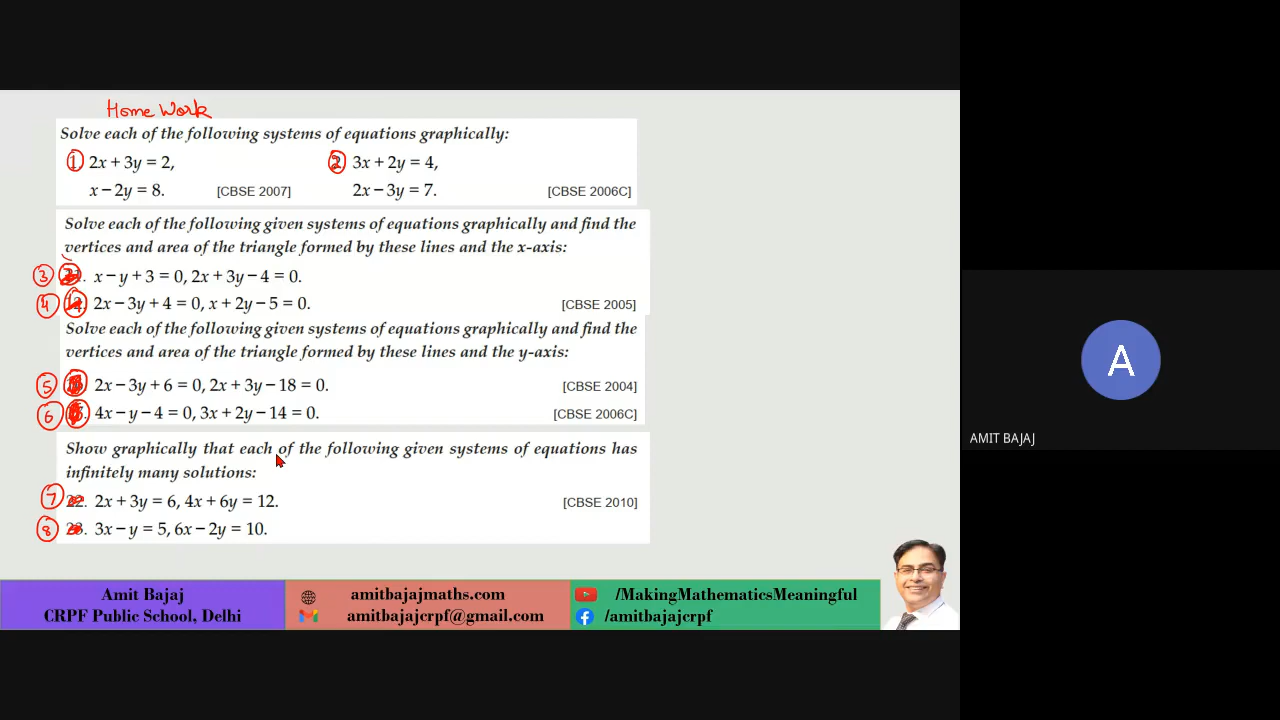 Home Work
Solve each of the following systems of equations graphically:
1 2x + 3y = 2, 2 3x + 2y = 4,
x − 2y = 8. [CBSE 2007] 2x − 3y = 7. [CBSE 2006C]
Solve each of the following given systems of equations graphically and find the
vertices and area of the triangle formed by these lines and the x-axis:
3 x − y + 3 = 0, 2x + 3y − 4 = 0.
4 2x − 3y + 4 = 0, x + 2y − 5 = 0. [CBSE 2005]
Solve each of the following given systems of equations graphically and find the
vertices and area of the triangle formed by these lines and the y-axis:
5 2x − 3y + 6 = 0, 2x + 3y − 18 = 0. [CBSE 2004]
6 4x − y − 4 = 0, 3x + 2y − 14 = 0. [CBSE 2006C]
Show graphically that each of the following given systems of equations has
infinitely many solutions:
7 22. 2x + 3y = 6, 4x + 6y = 12. [CBSE 2010]
8 23. 3x − y = 5, 6x − 2y = 10.
A
AMIT BAJAJ
Amit Bajaj
CRPF Public School, Delhi
amitbajajmaths.com
amitbajajcrpf@gmail.com
/MakingMathematicsMeaningful
/amitbajajcrpf